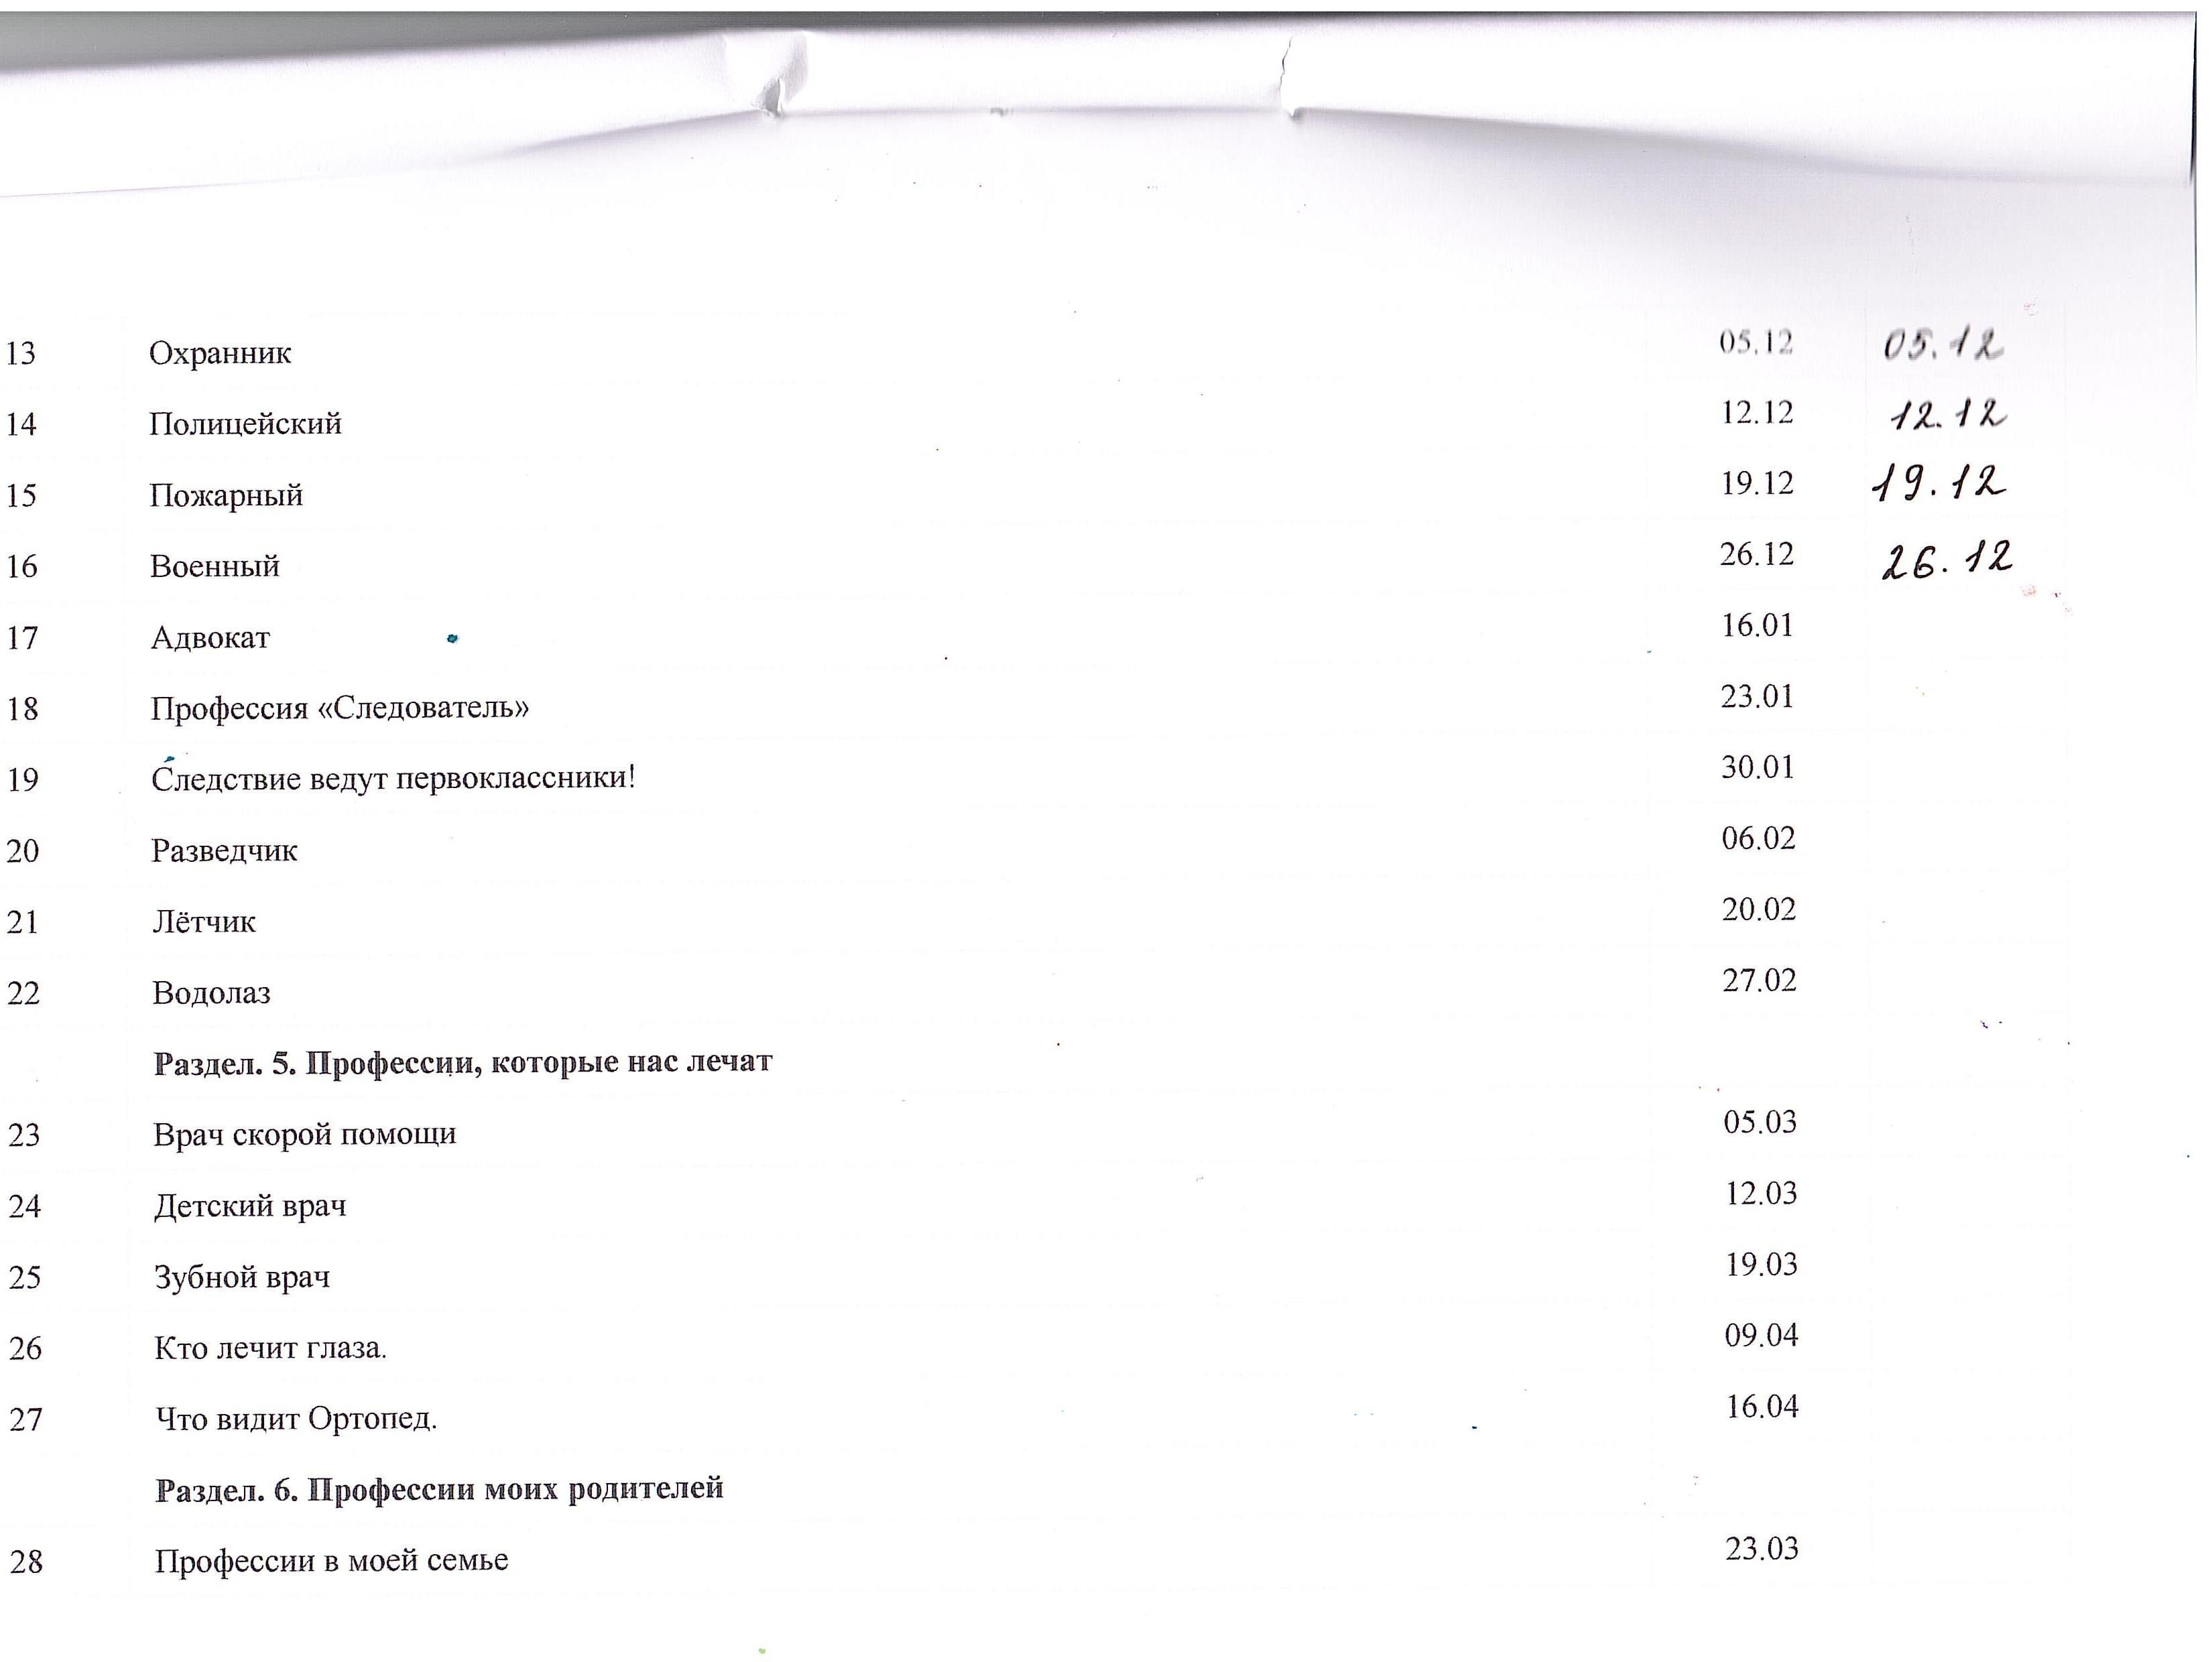 13 Охранник 05.12 05.12
14 Полицейский 12.12 12.12
15 Пожарный 19.12 19.12
16 Военный 26.12 26.12
17 Адвокат 16.01
18 Профессия «Следователь» 23.01
19 Следствие ведут первоклассники! 30.01
20 Разведчик 06.02
21 Лётчик 20.02
22 Водолаз 27.02
Раздел. 5. Профессии, которые нас лечат
23 Врач скорой помощи 05.03
24 Детский врач 12.03
25 Зубной врач 19.03
26 Кто лечит глаза. 09.04
27 Что видит Ортопед. 16.04
Раздел. 6. Профессии моих родителей
28 Профессии в моей семье 23.03